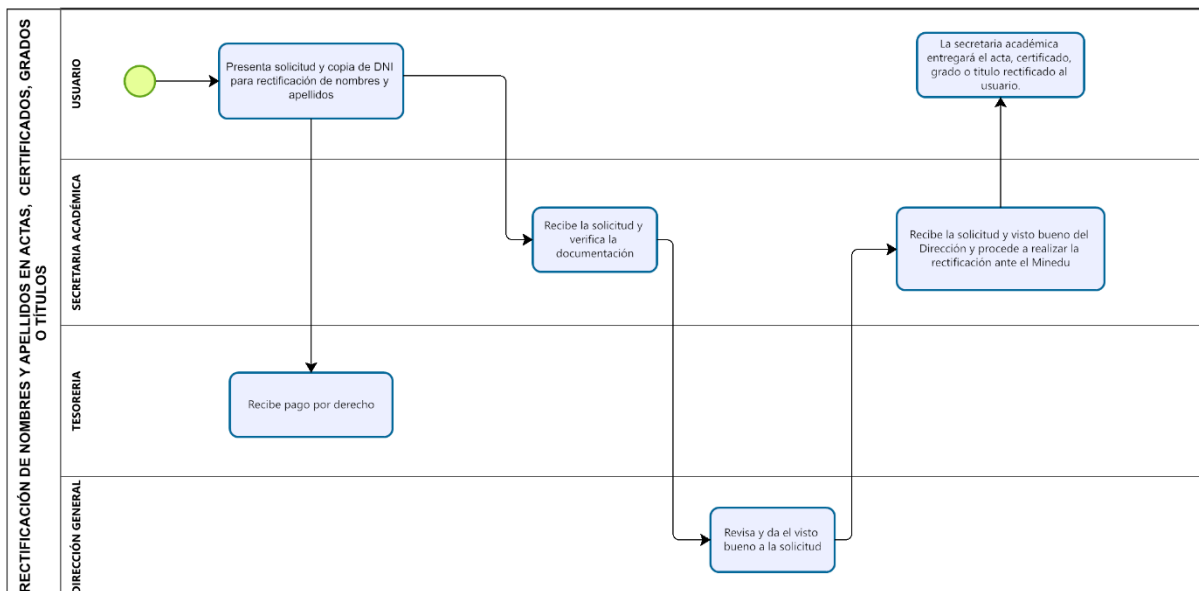 RECTIFICACIÓN DE NOMBRES Y APELLIDOS EN ACTAS, CERTIFICADOS, GRADOS
O TÍTULOS
USUARIO
Presenta solicitud y copia de DNI
para rectificación de nombres y
apellidos
La secretaria académica
entregará el acta, certificado,
grado o titulo rectificado al
usuario.
SECRETARIA ACADÉMICA
Recibe la solicitud y
verifica la
documentación
Recibe la solicitud y visto bueno del
Dirección y procede a realizar la
rectificación ante el Minedu
TESORERIA
Recibe pago por derecho
DIRECCIÓN GENERAL
Revisa y da el visto
bueno a la solicitud